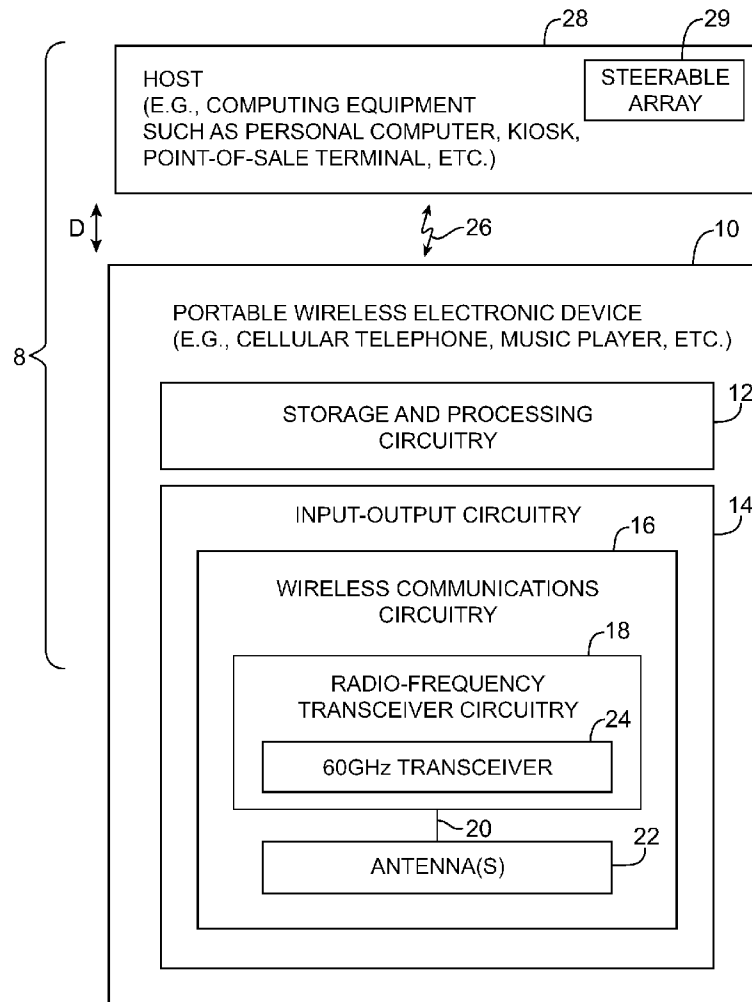 28
29
HOST
(E.G., COMPUTING EQUIPMENT
SUCH AS PERSONAL COMPUTER, KIOSK,
POINT-OF-SALE TERMINAL, ETC.)
STEERABLE
ARRAY
D
26
10
8
PORTABLE WIRELESS ELECTRONIC DEVICE
(E.G., CELLULAR TELEPHONE, MUSIC PLAYER, ETC.)
12
STORAGE AND PROCESSING
CIRCUITRY
14
INPUT-OUTPUT CIRCUITRY
16
WIRELESS COMMUNICATIONS
CIRCUITRY
18
RADIO-FREQUENCY
TRANSCEIVER CIRCUITRY
24
60GHz TRANSCEIVER
20
22
ANTENNA(S)